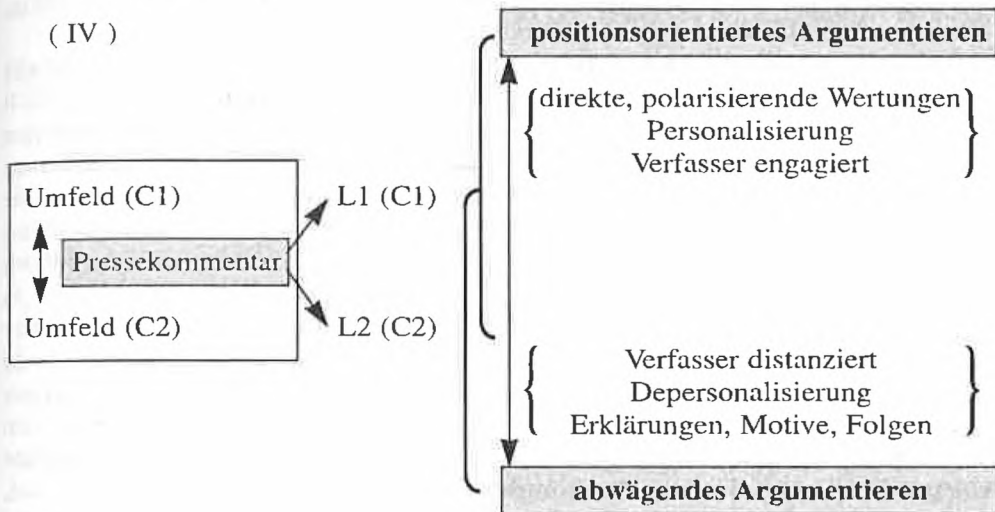 ( IV )
positionsorientiertes Argumentieren
direkte, polarisierende Wertungen
Personalisierung
Verfasser engagiert
Umfeld (C1)
L1 (C1)
Pressekommentar
Umfeld (C2)
L2 (C2)
Verfasser distanziert
Depersonalisierung
Erklärungen, Motive, Folgen
abwägendes Argumentieren